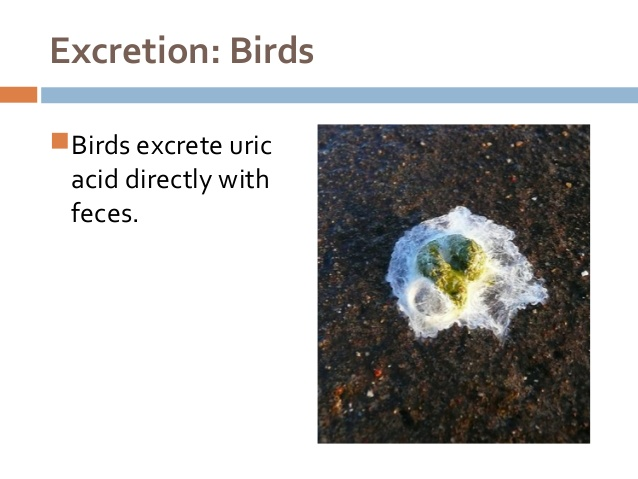 Excretion: Birds
Birds excrete uric
acid directly with
feces.